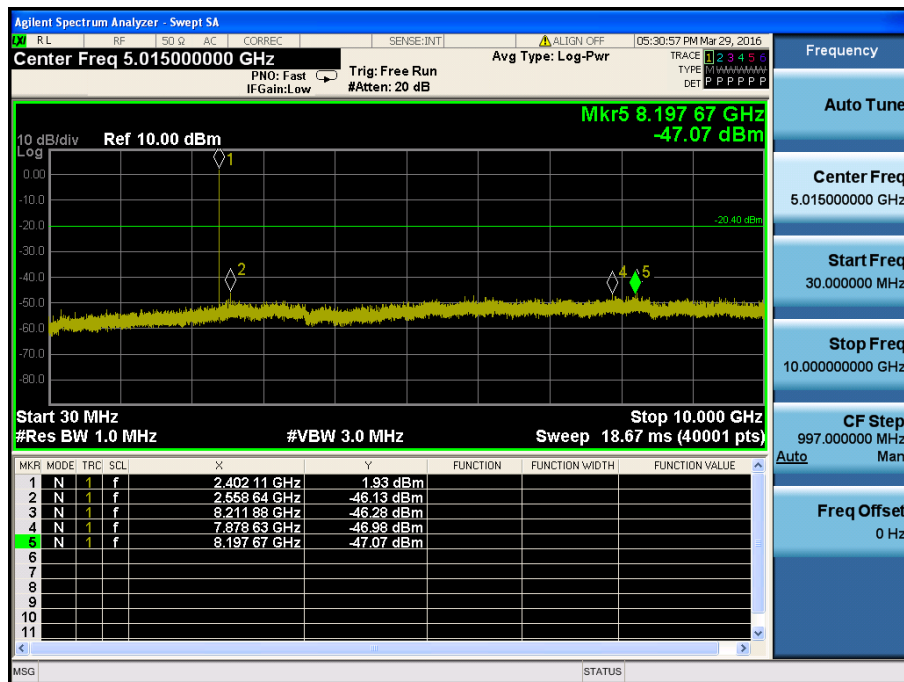 Agilent Spectrum Analyzer - Swept SA
LXI RL RF 50 Ω AC CORREC SENSE:INT ALIGN OFF 05:30:57 PM Mar 29, 2016
Center Freq 5.015000000 GHz
PNO: Fast
IFGain:Low
Trig: Free Run
#Atten: 20 dB
Avg Type: Log-Pwr
TRACE 1 2 3 4 5 6
TYPE M WWWWW
DET P P P P P P
Mkr5 8.197 67 GHz
-47.07 dBm
10 dB/div Ref 10.00 dBm
Log
1
0.00
-10.0
-20.0
-20.40 dBm
-30.0
-40.0
2
4
5
-50.0
-60.0
-70.0
-80.0
Start 30 MHz
Stop 10.000 GHz
#Res BW 1.0 MHz
#VBW 3.0 MHz
Sweep 18.67 ms (40001 pts)
MKR MODE TRC SCL X Y FUNCTION FUNCTION WIDTH FUNCTION VALUE
1 N 1 f 2.402 11 GHz 1.93 dBm
2 N 1 f 2.558 64 GHz -46.13 dBm
3 N 1 f 8.211 88 GHz -46.28 dBm
4 N 1 f 7.878 63 GHz -46.98 dBm
5 N 1 f 8.197 67 GHz -47.07 dBm
6
7
8
9
10
11
MSG
STATUS
Frequency
Auto Tune
Center Freq
5.015000000 GHz
Start Freq
30.000000 MHz
Stop Freq
10.000000000 GHz
CF Step
997.000000 MHz
Auto Man
Freq Offset
0 Hz